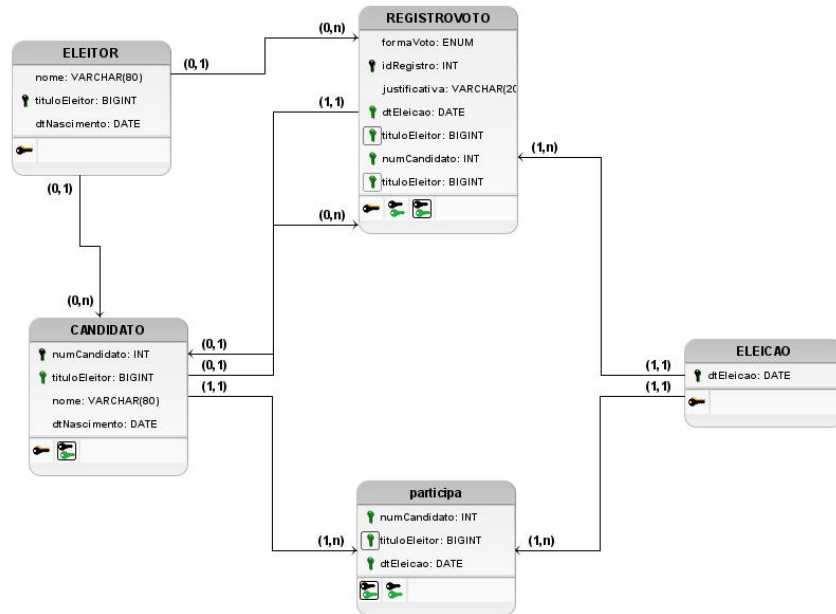 ELEITOR
nome: VARCHAR(80)
tituloEleitor: BIGINT
dtNascimento: DATE
(0,1)
(0,n)
REGISTROVOTO
formaVoto: ENUM
idRegistro: INT
justificativa: VARCHAR(20
dtEleicao: DATE
tituloEleitor: BIGINT
numCandidato: INT
tituloEleitor: BIGINT
(1,1)
(0,n)
(1,n)
(0,1)
(0,n)
CANDIDATO
numCandidato: INT
tituloEleitor: BIGINT
nome: VARCHAR(80)
dtNascimento: DATE
(0,1)
(0,1)
(1,1)
ELEICAO
dtEleicao: DATE
(1,1)
(1,1)
participa
numCandidato: INT
tituloEleitor: BIGINT
dtEleicao: DATE
(1,n)
(1,n)